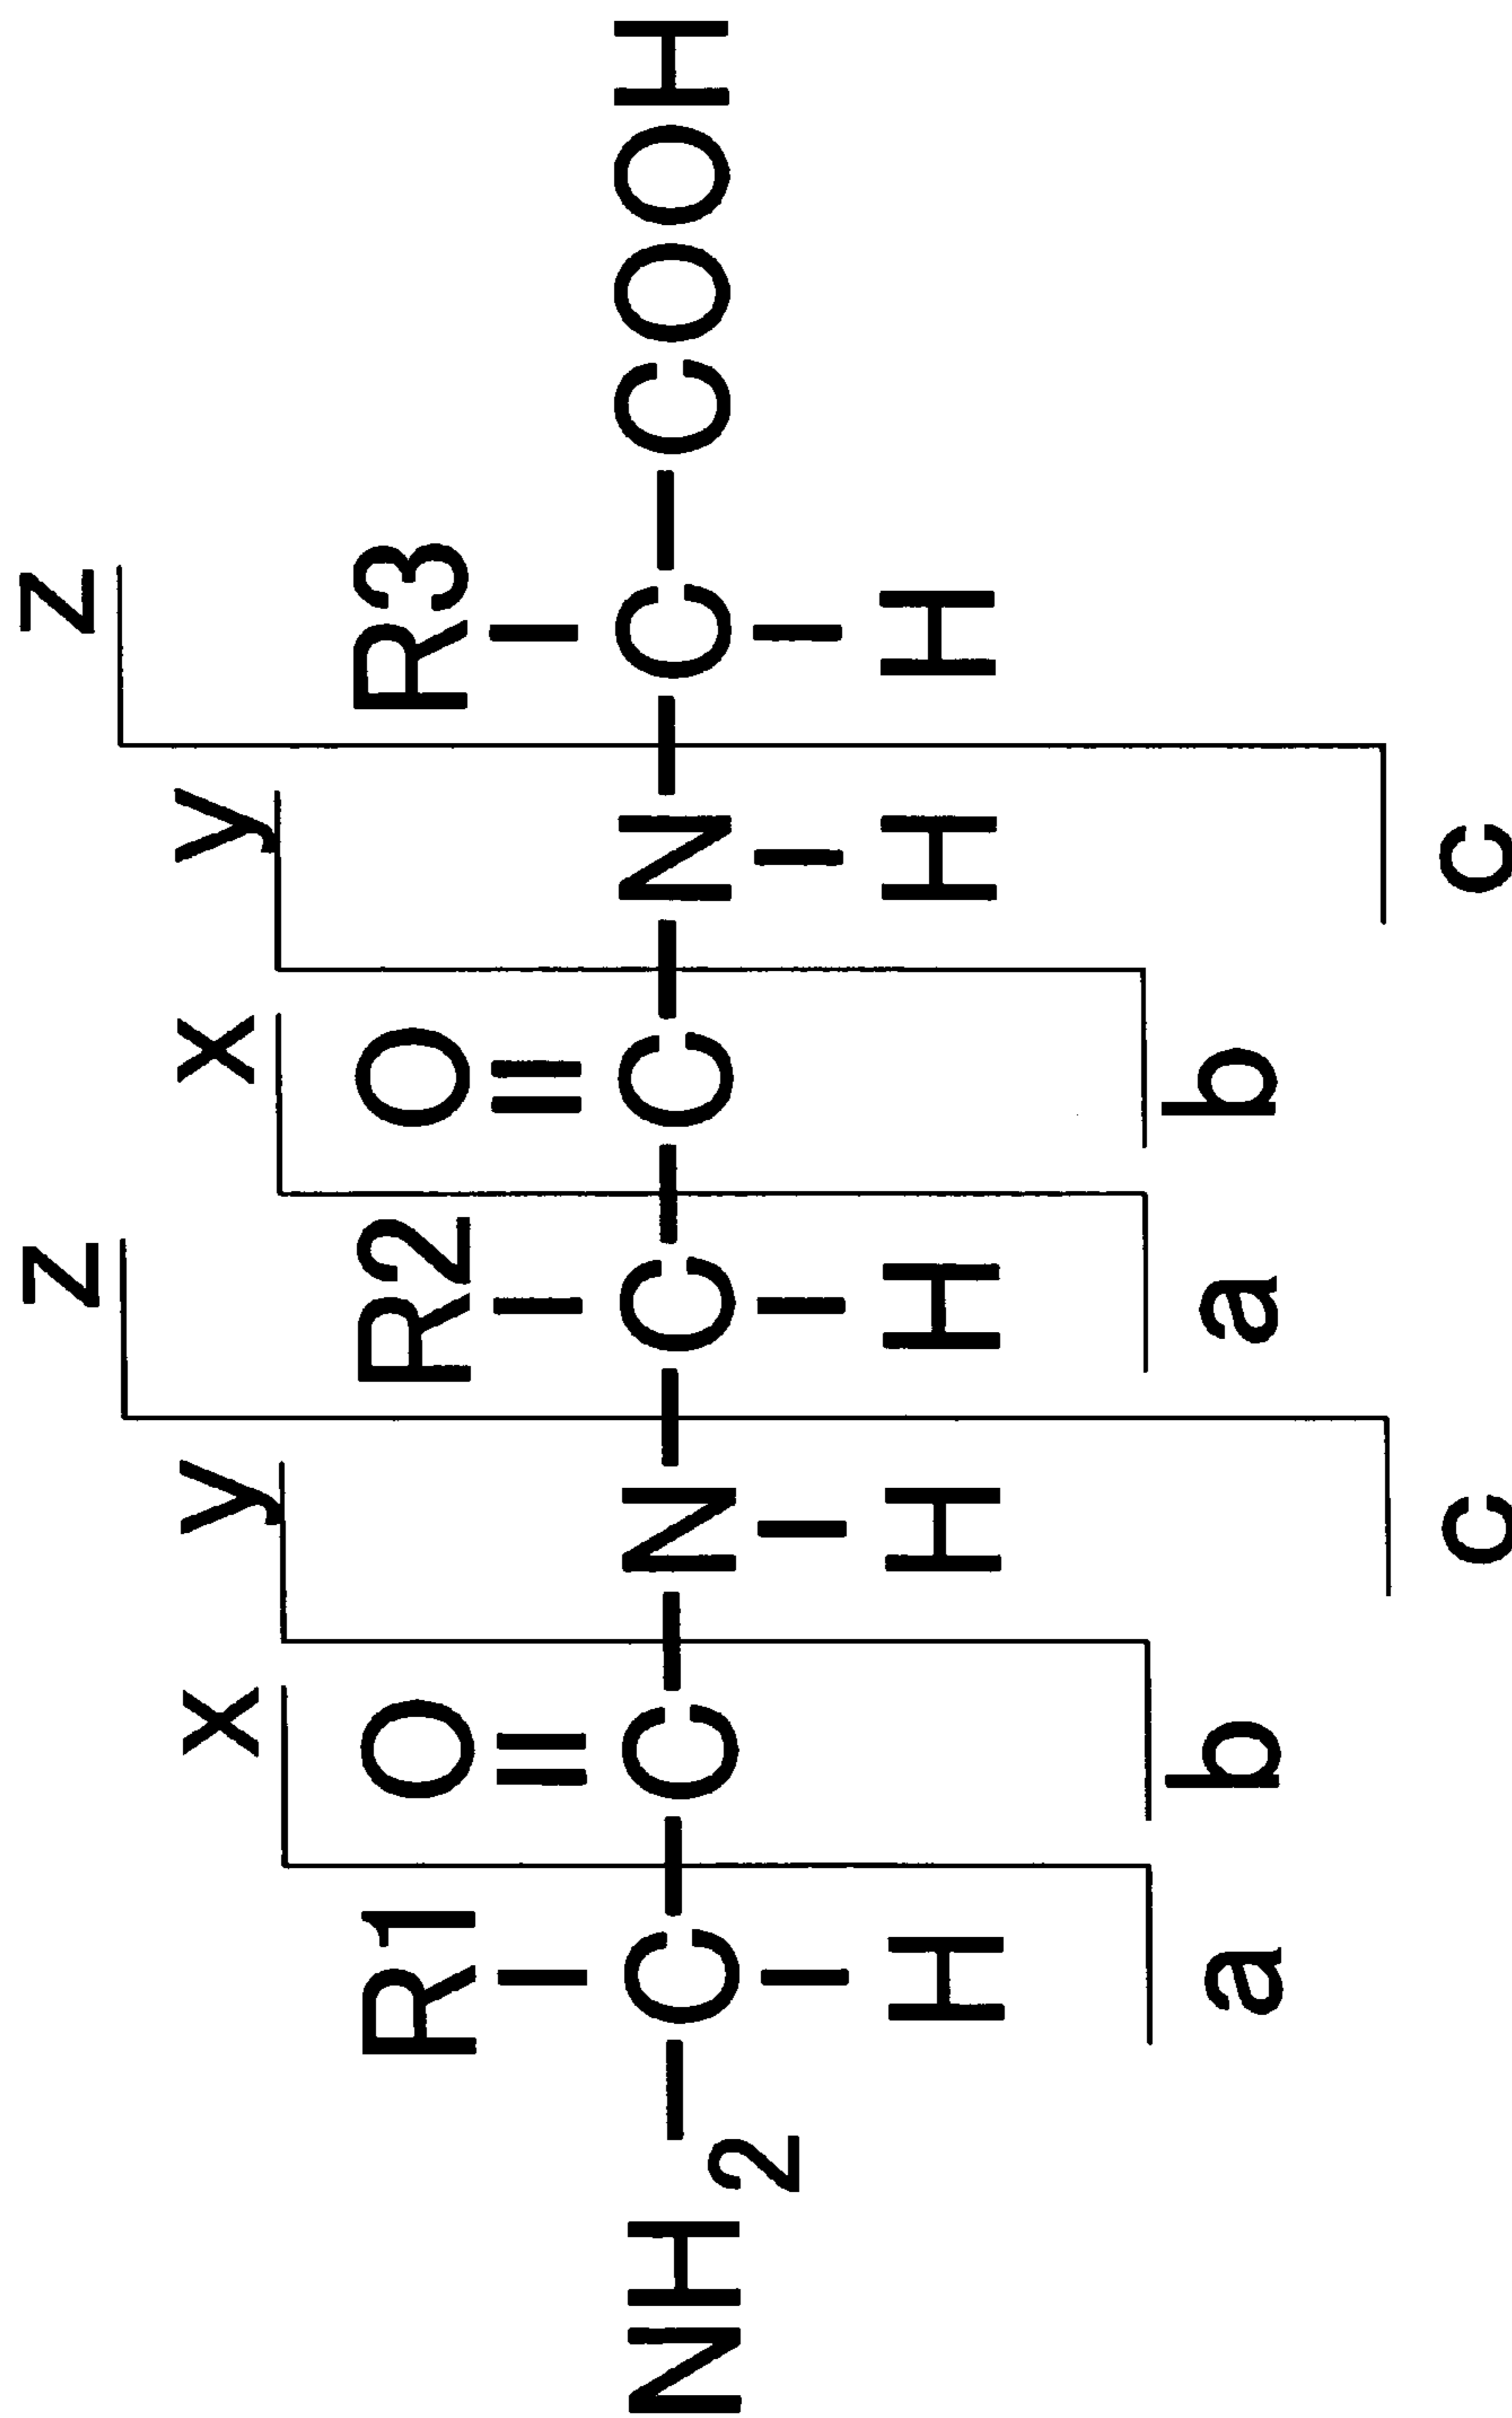 z z
x y x y
R1 O R2 O R3
NH2—C—C—N—C—C—N—C—COOH
H H H H H
a b a b
c c